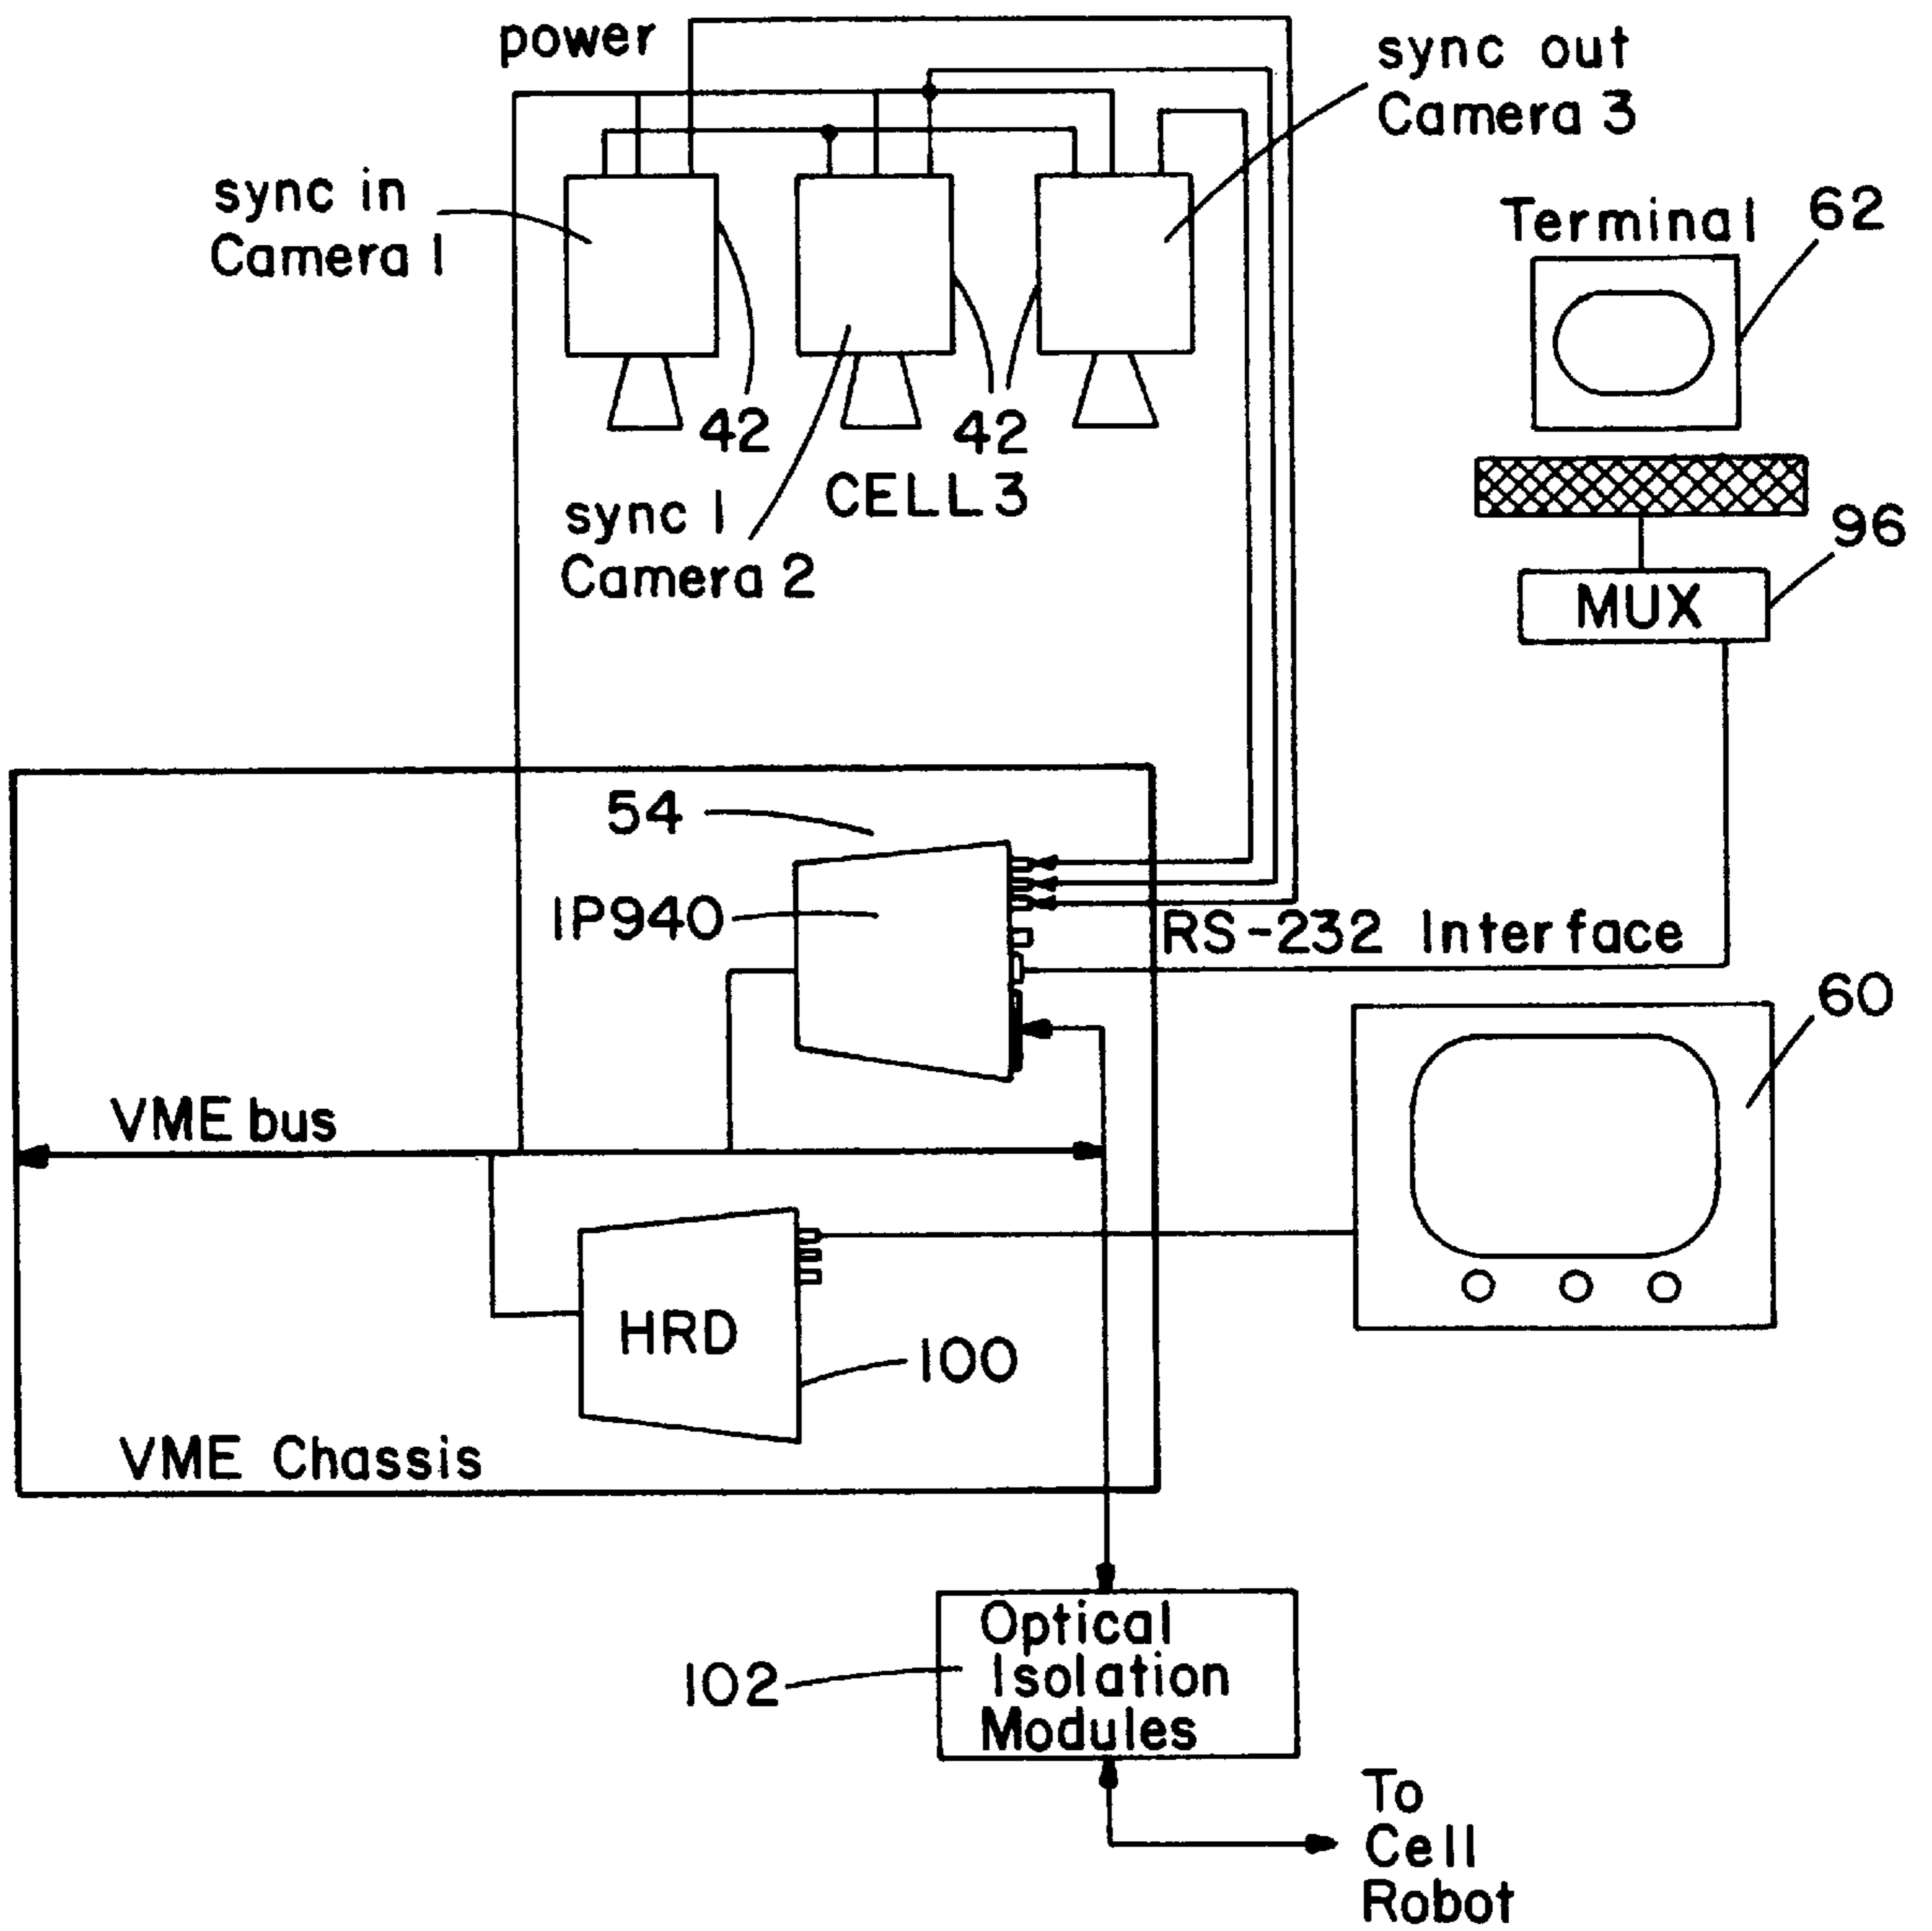 power
sync out
Camera 3
sync in
Camera 1
Terminal
62
42
42
CELL 3
sync 1
Camera 2
96
MUX
54
IP940
RS-232 Interface
60
VME bus
HRD
100
VME Chassis
Optical
Isolation
Modules
102
To
Cell
Robot